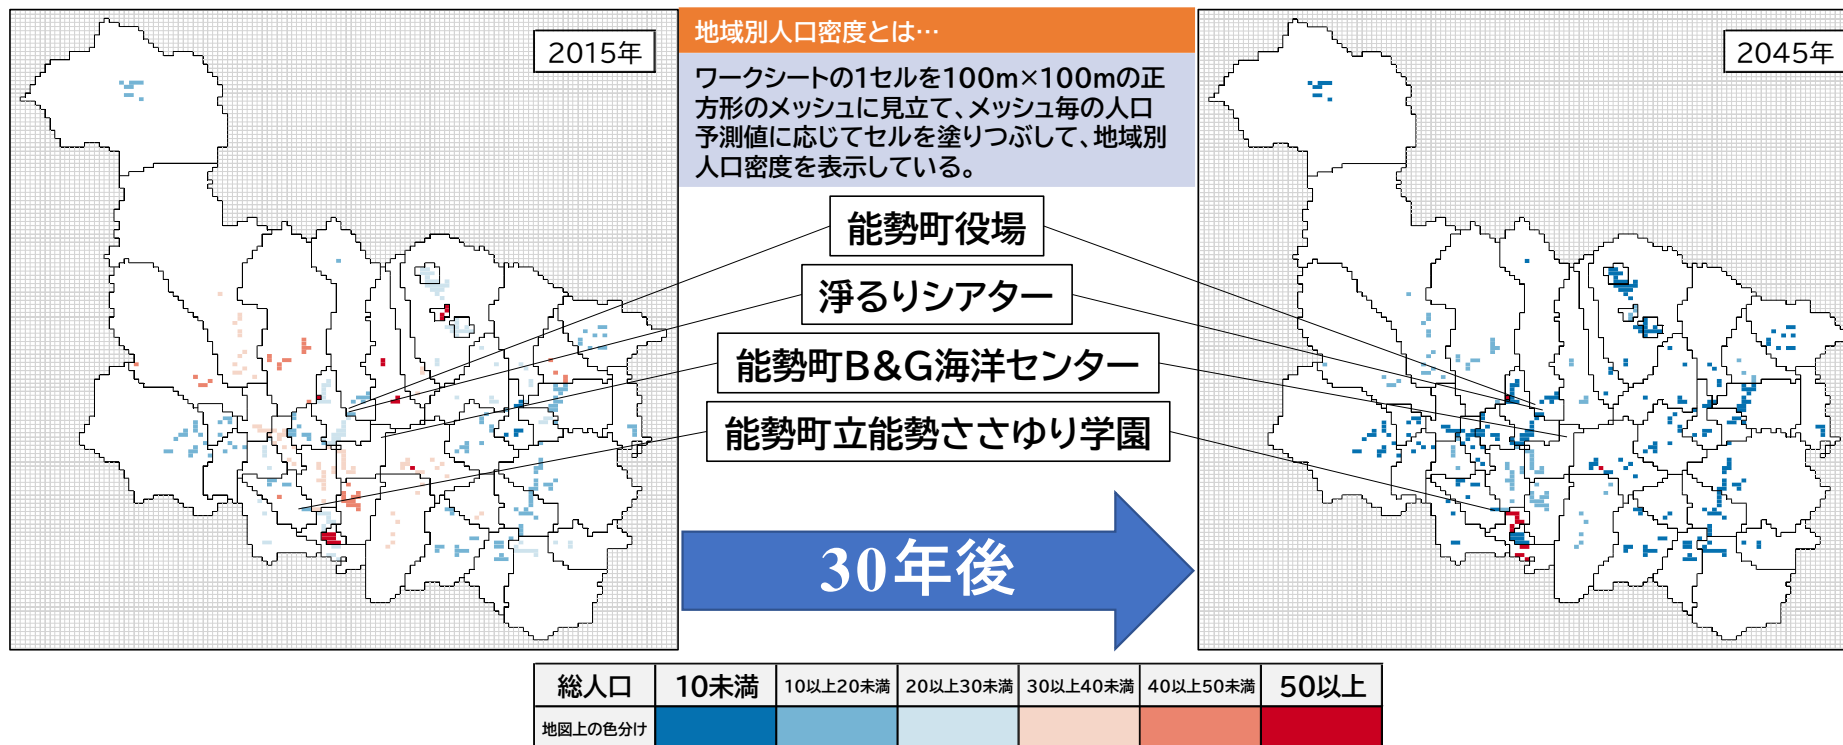 2015年
地域別人口密度とは…
ワークシートの1セルを100m×100mの正
方形のメッシュに見立て、メッシュ毎の人口
予測値に応じてセルを塗りつぶして、地域別
人口密度を表示している。
2045年
能勢町役場
淨るりシアター
能勢町B&G海洋センター
能勢町立能勢ささゆり学園
30年後
総人口 10未満 10以上20未満 20以上30未満 30以上40未満 40以上50未満 50以上
地図上の色分け